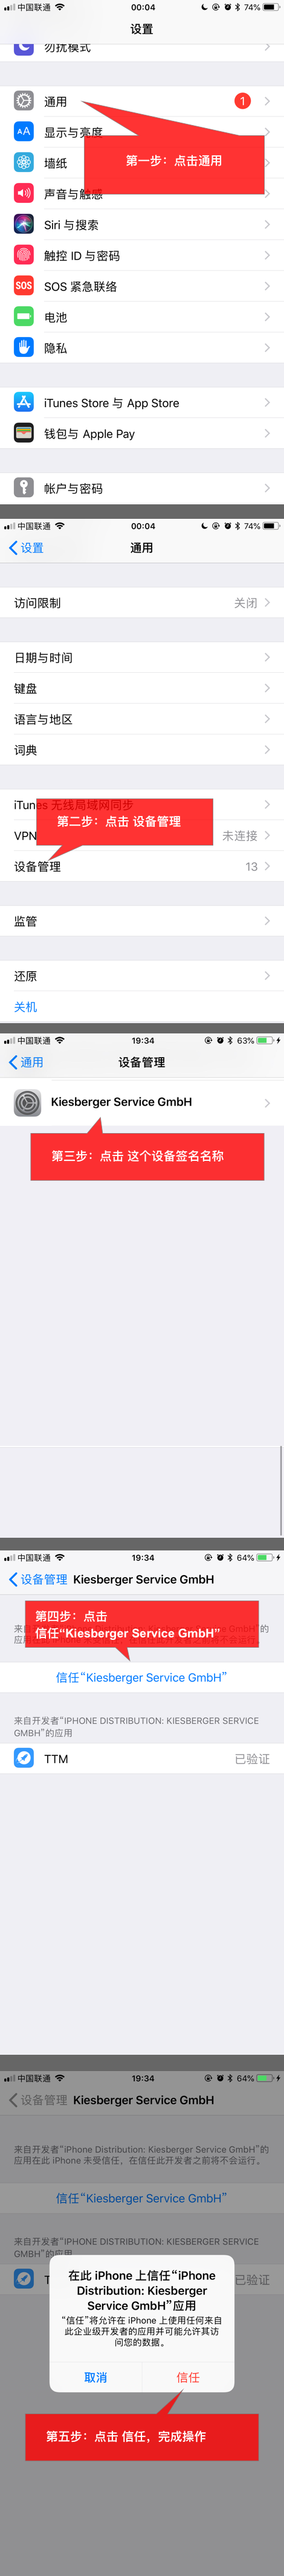 中国联通 00:04 74%
设置
勿扰模式
通用 1
显示与亮度
第一步：点击通用
墙纸
声音与触感
Siri 与搜索
触控 ID 与密码
SOS SOS 紧急联络
电池
隐私
iTunes Store 与 App Store
钱包与 Apple Pay
帐户与密码
中国联通 00:04 74%
设置 通用
访问限制 关闭
日期与时间
键盘
语言与地区
词典
iTunes 无线局域网同步
第二步：点击 设备管理
VPN 未连接
设备管理 13
监管
还原
关机
中国联通 19:34 63%
通用 设备管理
Kiesberger Service GmbH
第三步：点击 这个设备签名名称
中国联通 19:34 64%
设备管理 Kiesberger Service GmbH
第四步：点击
信任“Kiesberger Service GmbH”
信任“Kiesberger Service GmbH”
来自开发者“IPHONE DISTRIBUTION: KIESBERGER SERVICE
GMBH”的应用
TTM 已验证
中国联通 19:34 64%
设备管理 Kiesberger Service GmbH
来自开发者“iPhone Distribution: Kiesberger Service GmbH”的
应用在此 iPhone 未受信任，在信任此开发者之前将不会运行。
信任“Kiesberger Service GmbH”
来自开发者“IPHONE DISTRIBUTION: KIESBERGER SERVICE
GMBH”的应用
已验证
在此 iPhone 上信任“iPhone
Distribution: Kiesberger
Service GmbH”应用
“信任”将允许在 iPhone 上使用任何来自
此企业级开发者的应用并可能允许其访
问您的数据。
取消 信任
第五步：点击 信任，完成操作